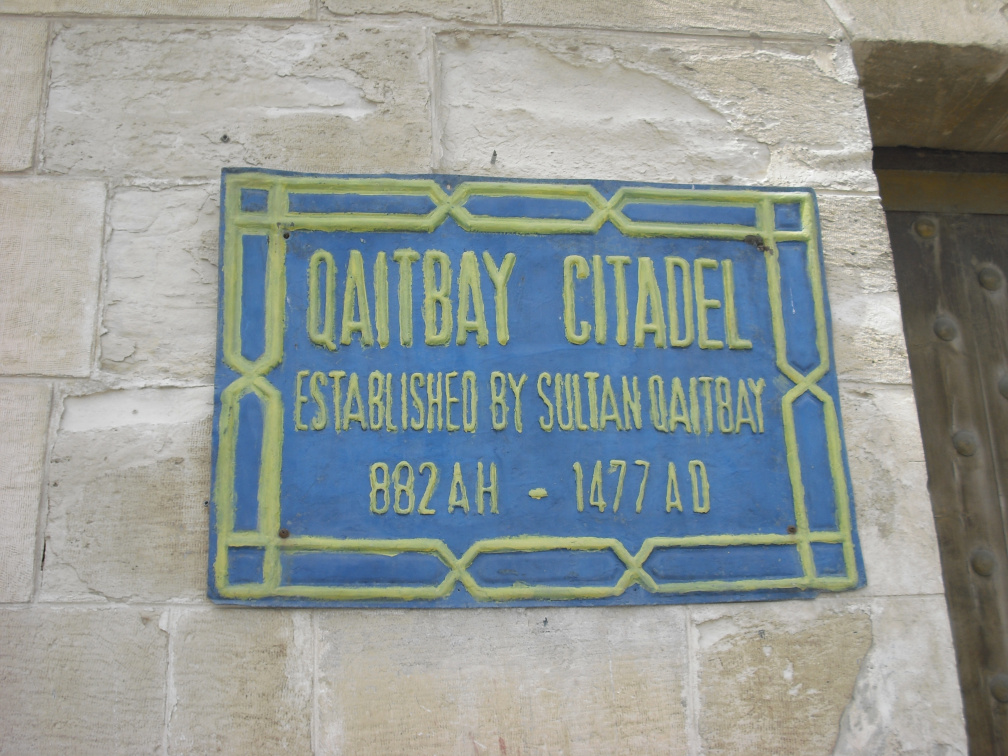 QAITBAY CITADEL
ESTABLISHED BY SULTAN QAITBAY
882 AH - 1477 AD